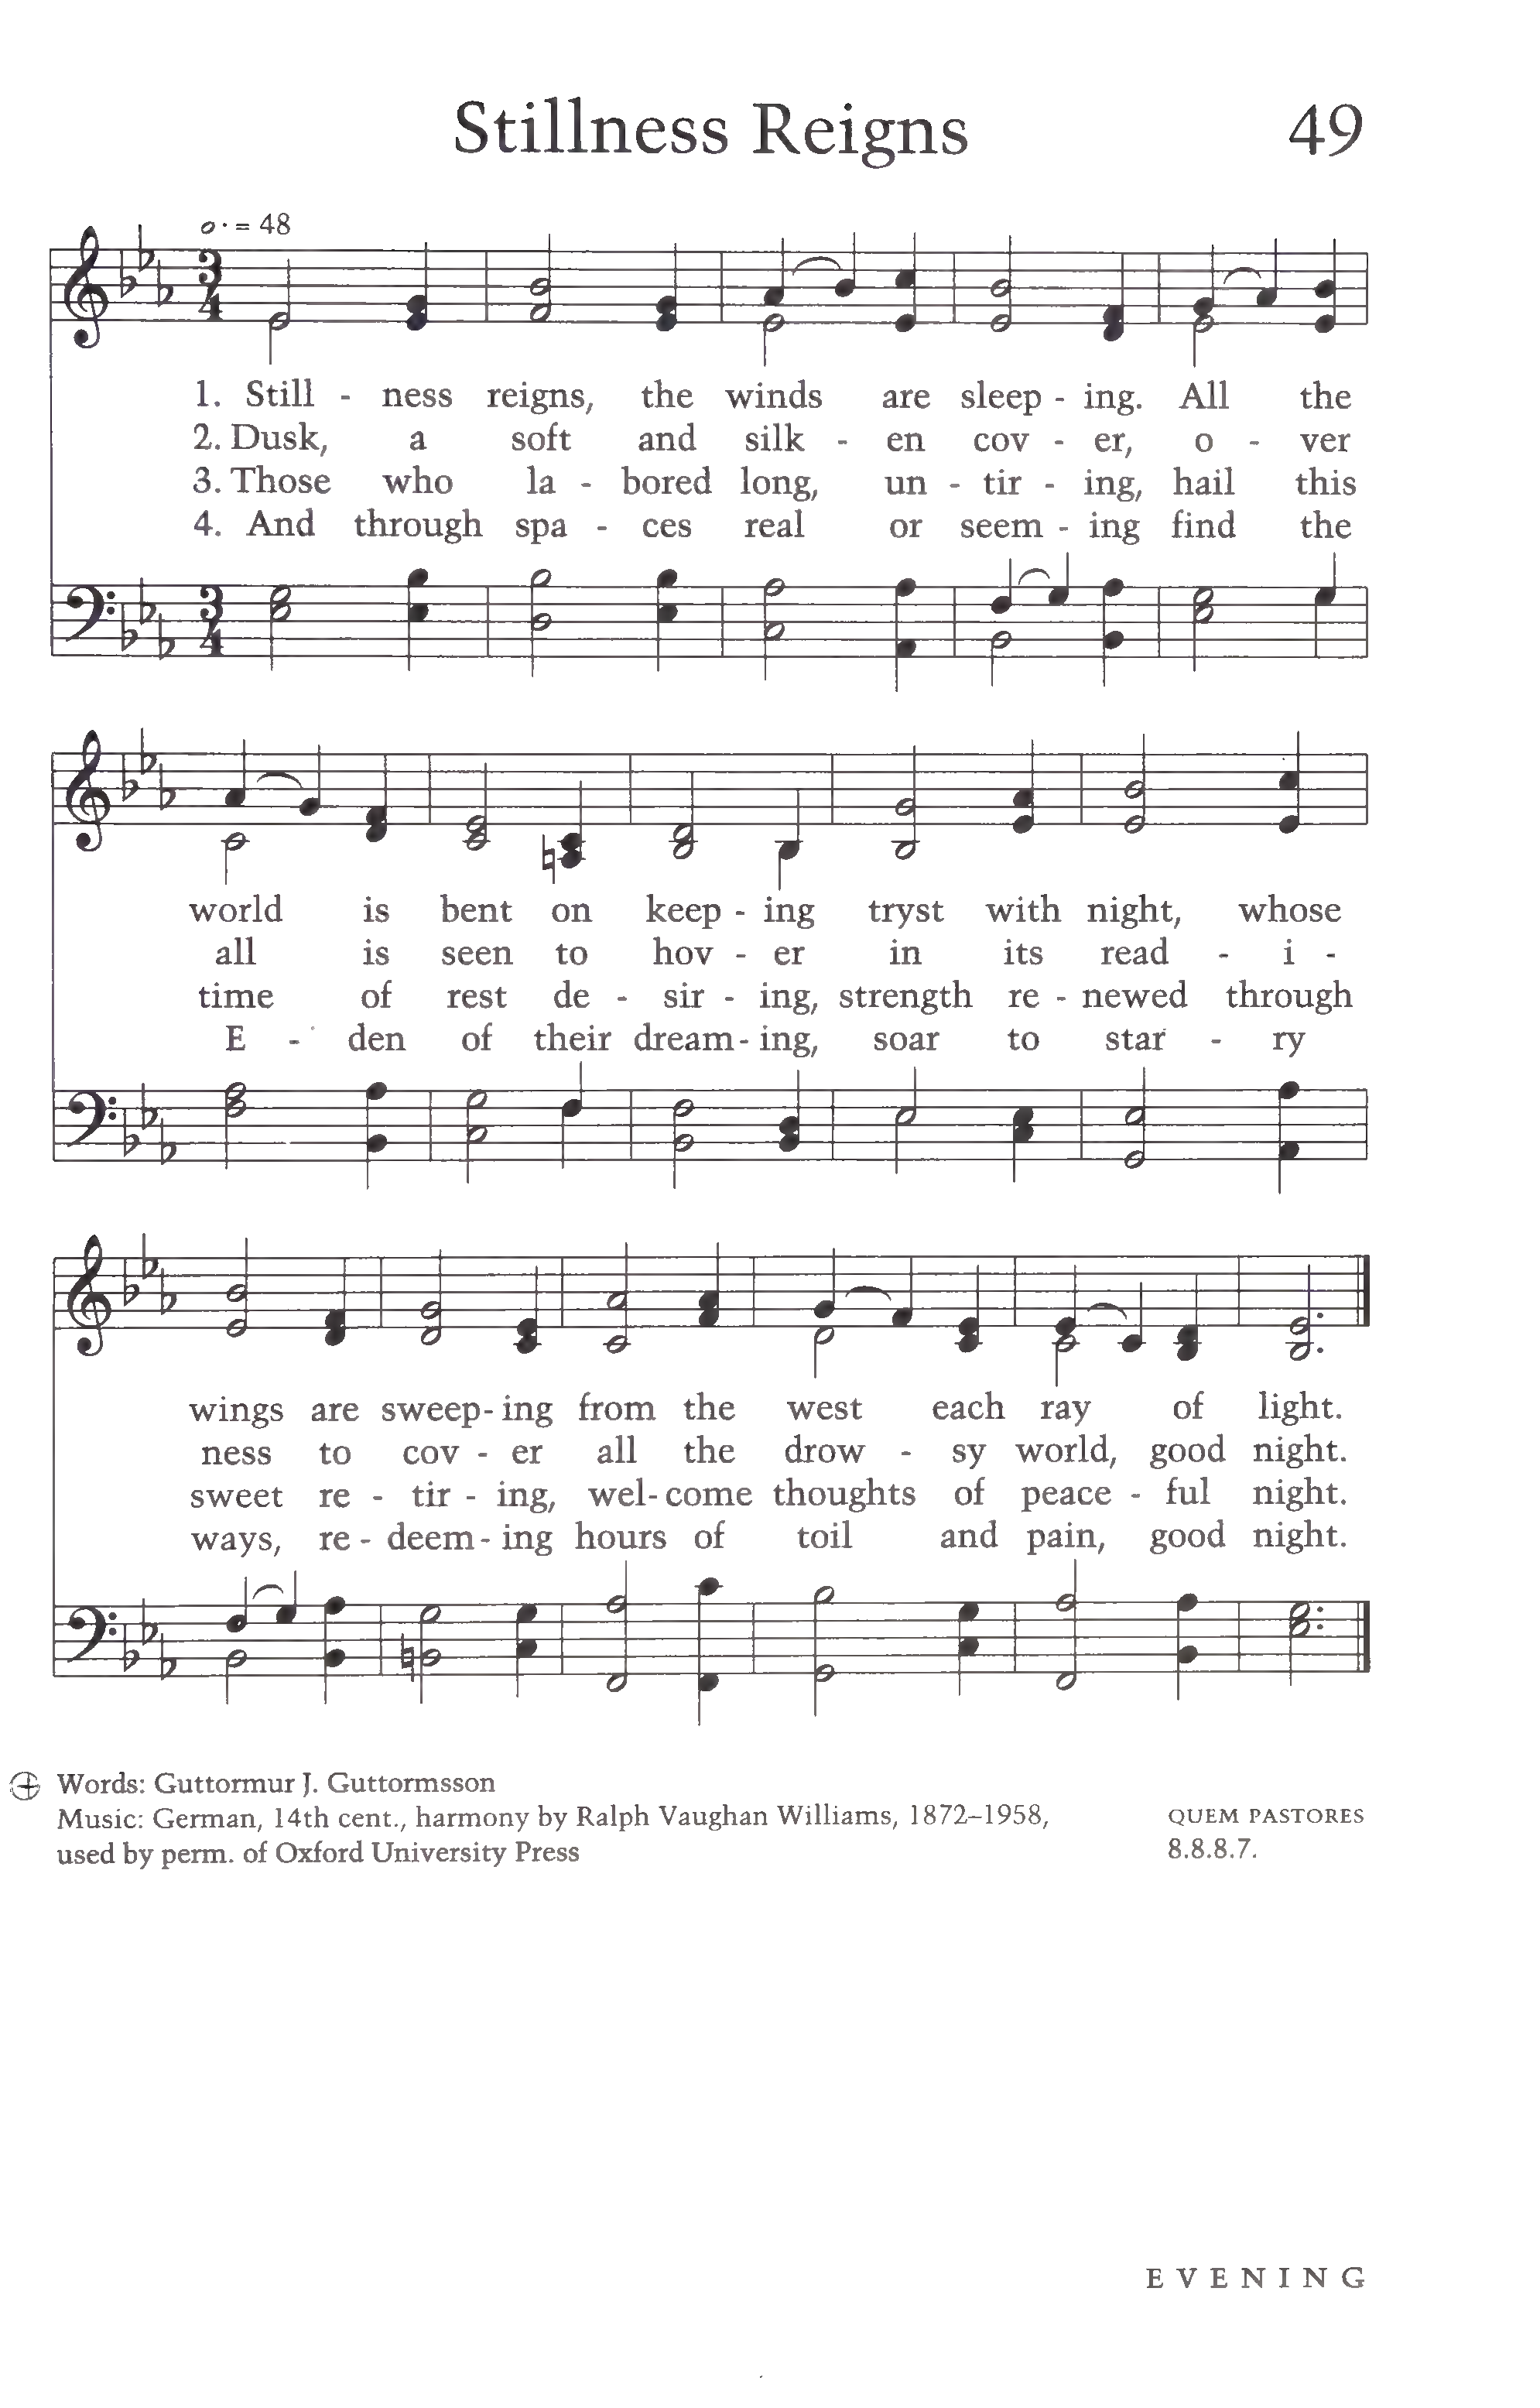 Stillness Reigns 49
𝅗𝅥. = 48
1. Still - ness reigns, the winds are sleep - ing. All the
2. Dusk, a soft and silk - en cov - er, o - ver
3. Those who la - bored long, un - tir - ing, hail this
4. And through spa - ces real or seem - ing find the
world is bent on keep - ing tryst with night, whose
all is seen to hov - er in its read - i -
time of rest de - sir - ing, strength re - newed through
E - den of their dream - ing, soar to star - ry
wings are sweep - ing from the west each ray of light.
ness to cov - er all the drow - sy world, good night.
sweet re - tir - ing, wel - come thoughts of peace - ful night.
ways, re - deem - ing hours of toil and pain, good night.
Words: Guttormur J. Guttormsson
Music: German, 14th cent., harmony by Ralph Vaughan Williams, 1872–1958,
used by perm. of Oxford University Press
QUEM PASTORES
8.8.8.7.
EVENING